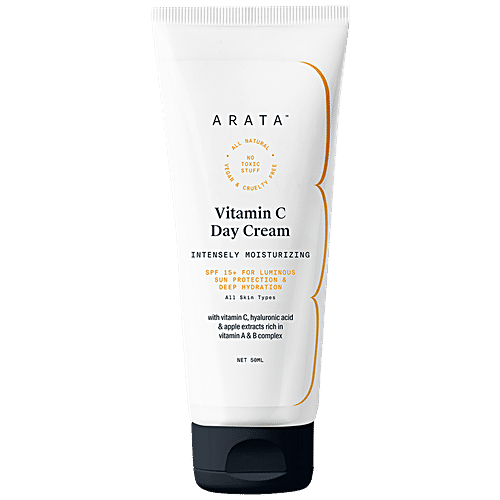 ARATA™
• ALL NATURAL •
VEGAN & CRUELTY FREE
NO
TOXIC
STUFF
Vitamin C
Day Cream
INTENSELY MOISTURIZING
SPF 15+ FOR LUMINOUS
SUN PROTECTION &
DEEP HYDRATION
All Skin Types
with vitamin C, hyaluronic acid
& apple extracts rich in
vitamin A & B complex
NET 50ML